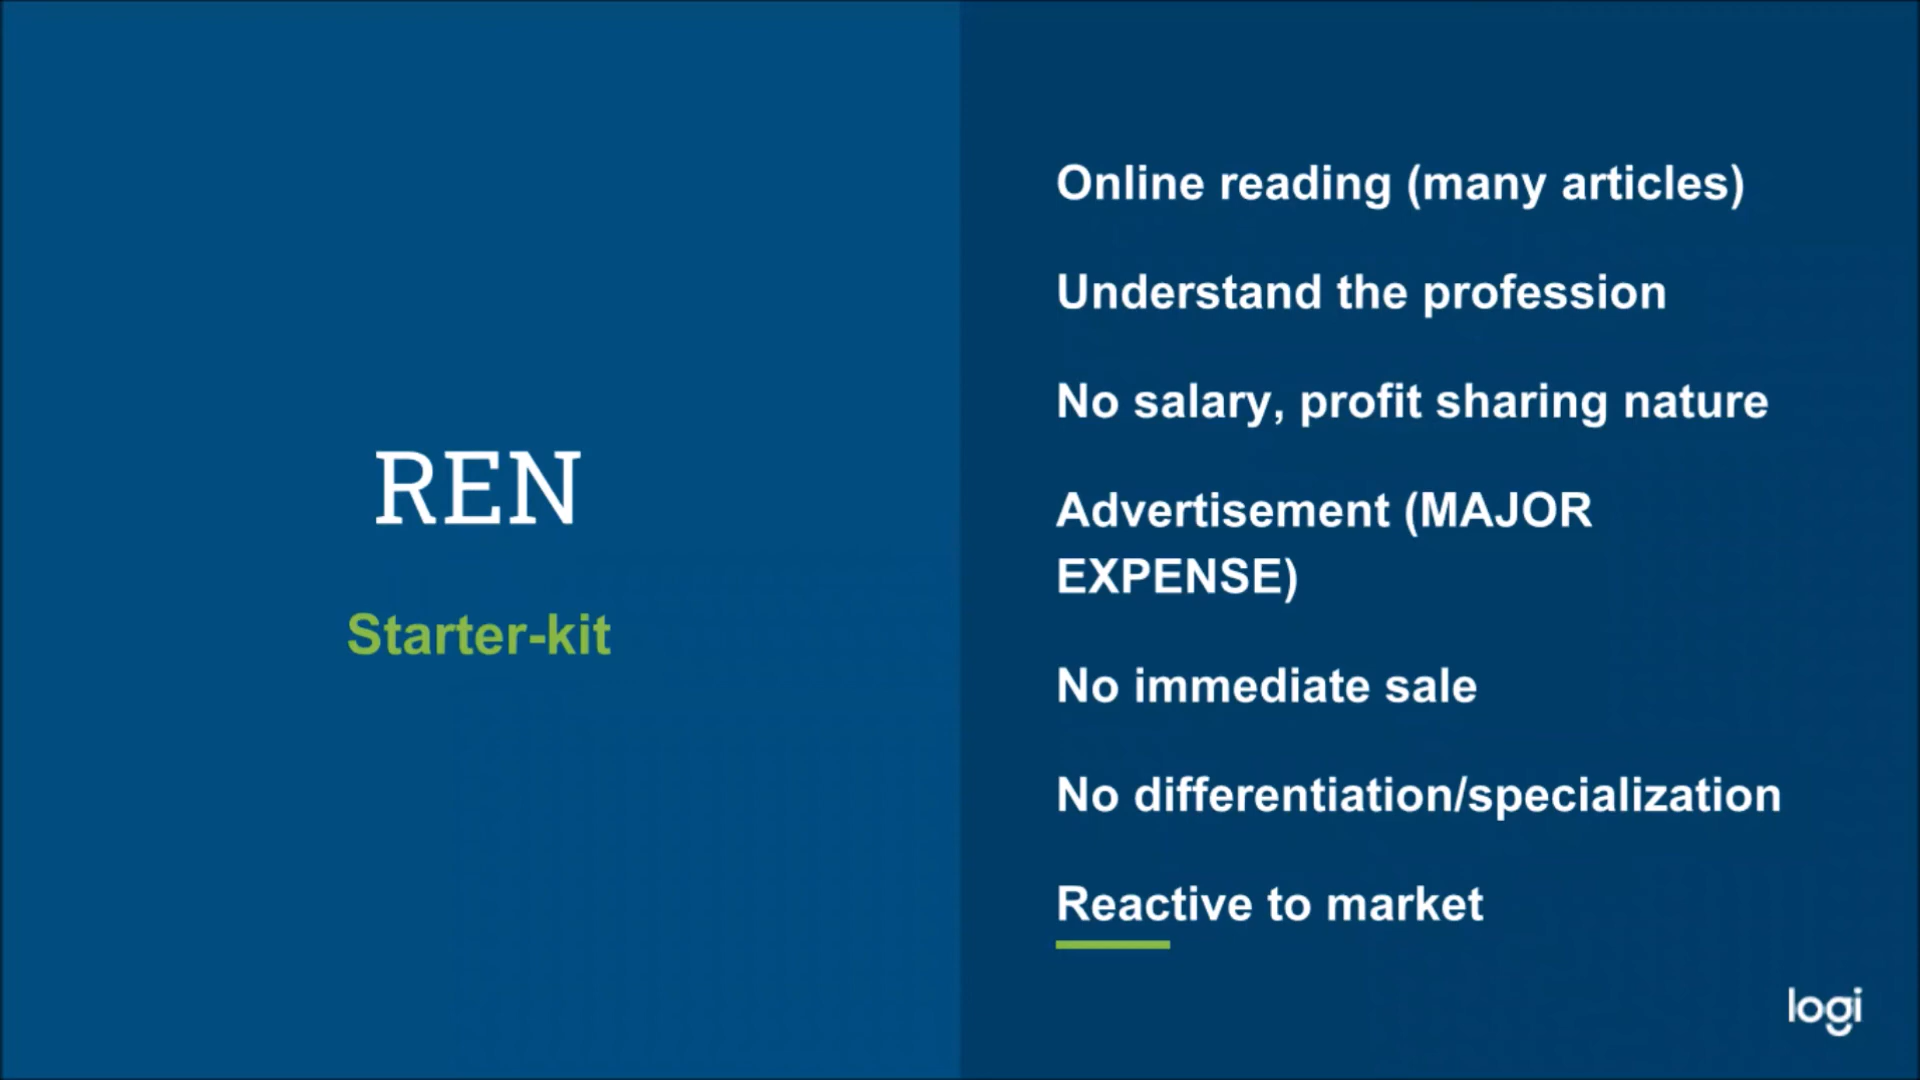 REN
Starter-kit
Online reading (many articles)
Understand the profession
No salary, profit sharing nature
Advertisement (MAJOR
EXPENSE)
No immediate sale
No differentiation/specialization
Reactive to market
logi